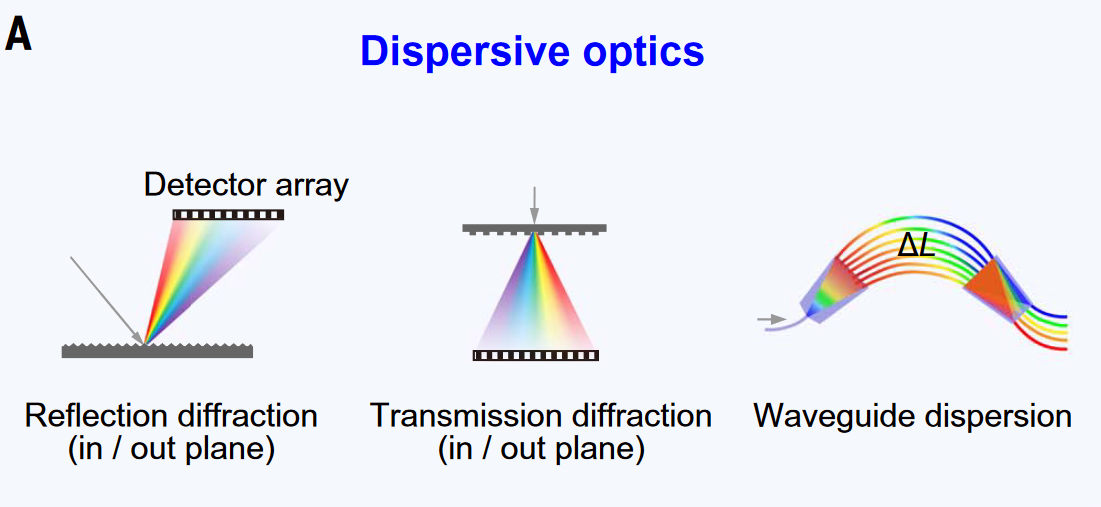 A
Dispersive optics
Detector array
ΔL
Reflection diffraction
(in / out plane)
Transmission diffraction
(in / out plane)
Waveguide dispersion